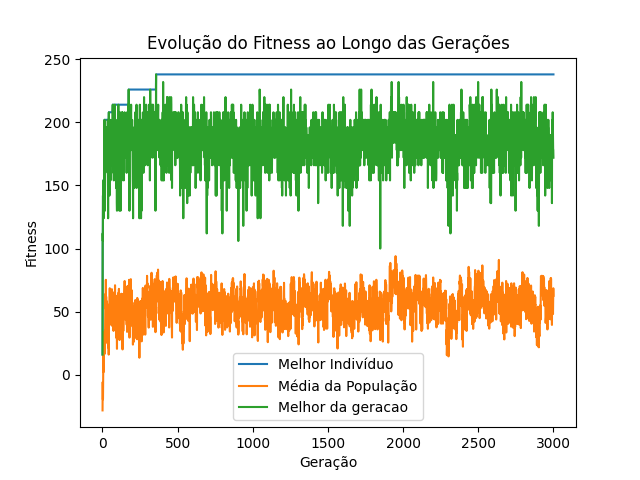 Evolução do Fitness ao Longo das Gerações
Fitness
250
200
150
100
50
0
0 500 1000 1500 2000 2500 3000
Geração
Melhor Indivíduo
Média da População
Melhor da geracao